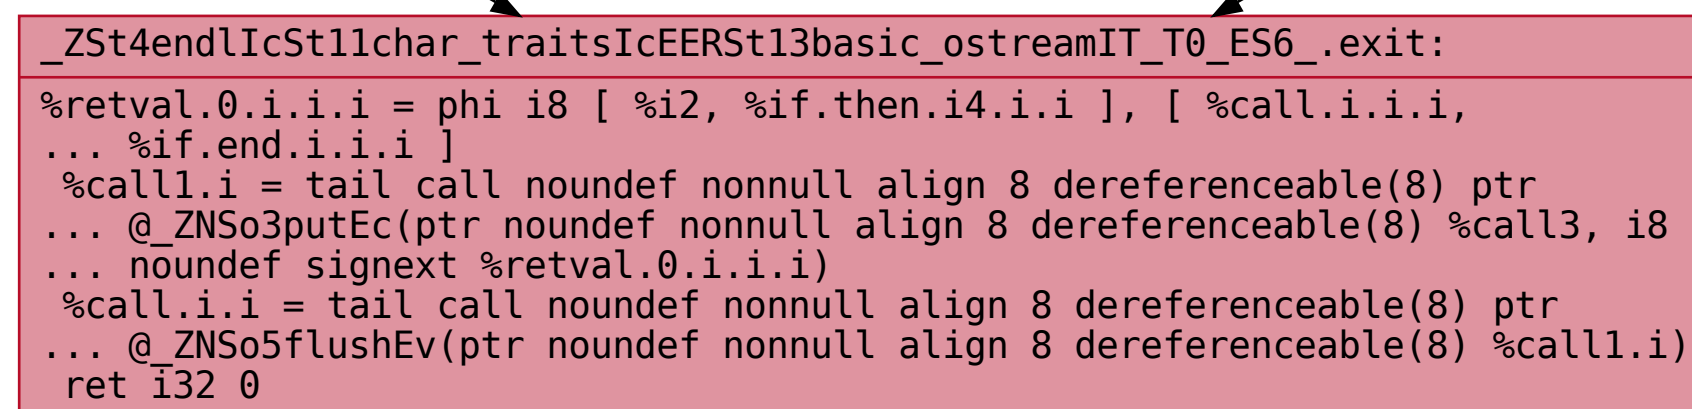 _ZSt4endlIcSt11char_traitsIcEERSt13basic_ostreamIT_T0_ES6_.exit:
%retval.0.i.i.i = phi i8 [ %i2, %if.then.i4.i.i ], [ %call.i.i.i,
... %if.end.i.i.i ]
%call1.i = tail call noundef nonnull align 8 dereferenceable(8) ptr
... @_ZNSo3putEc(ptr noundef nonnull align 8 dereferenceable(8) %call3, i8
... noundef signext %retval.0.i.i.i)
%call.i.i = tail call noundef nonnull align 8 dereferenceable(8) ptr
... @_ZNSo5flushEv(ptr noundef nonnull align 8 dereferenceable(8) %call1.i)
ret i32 0